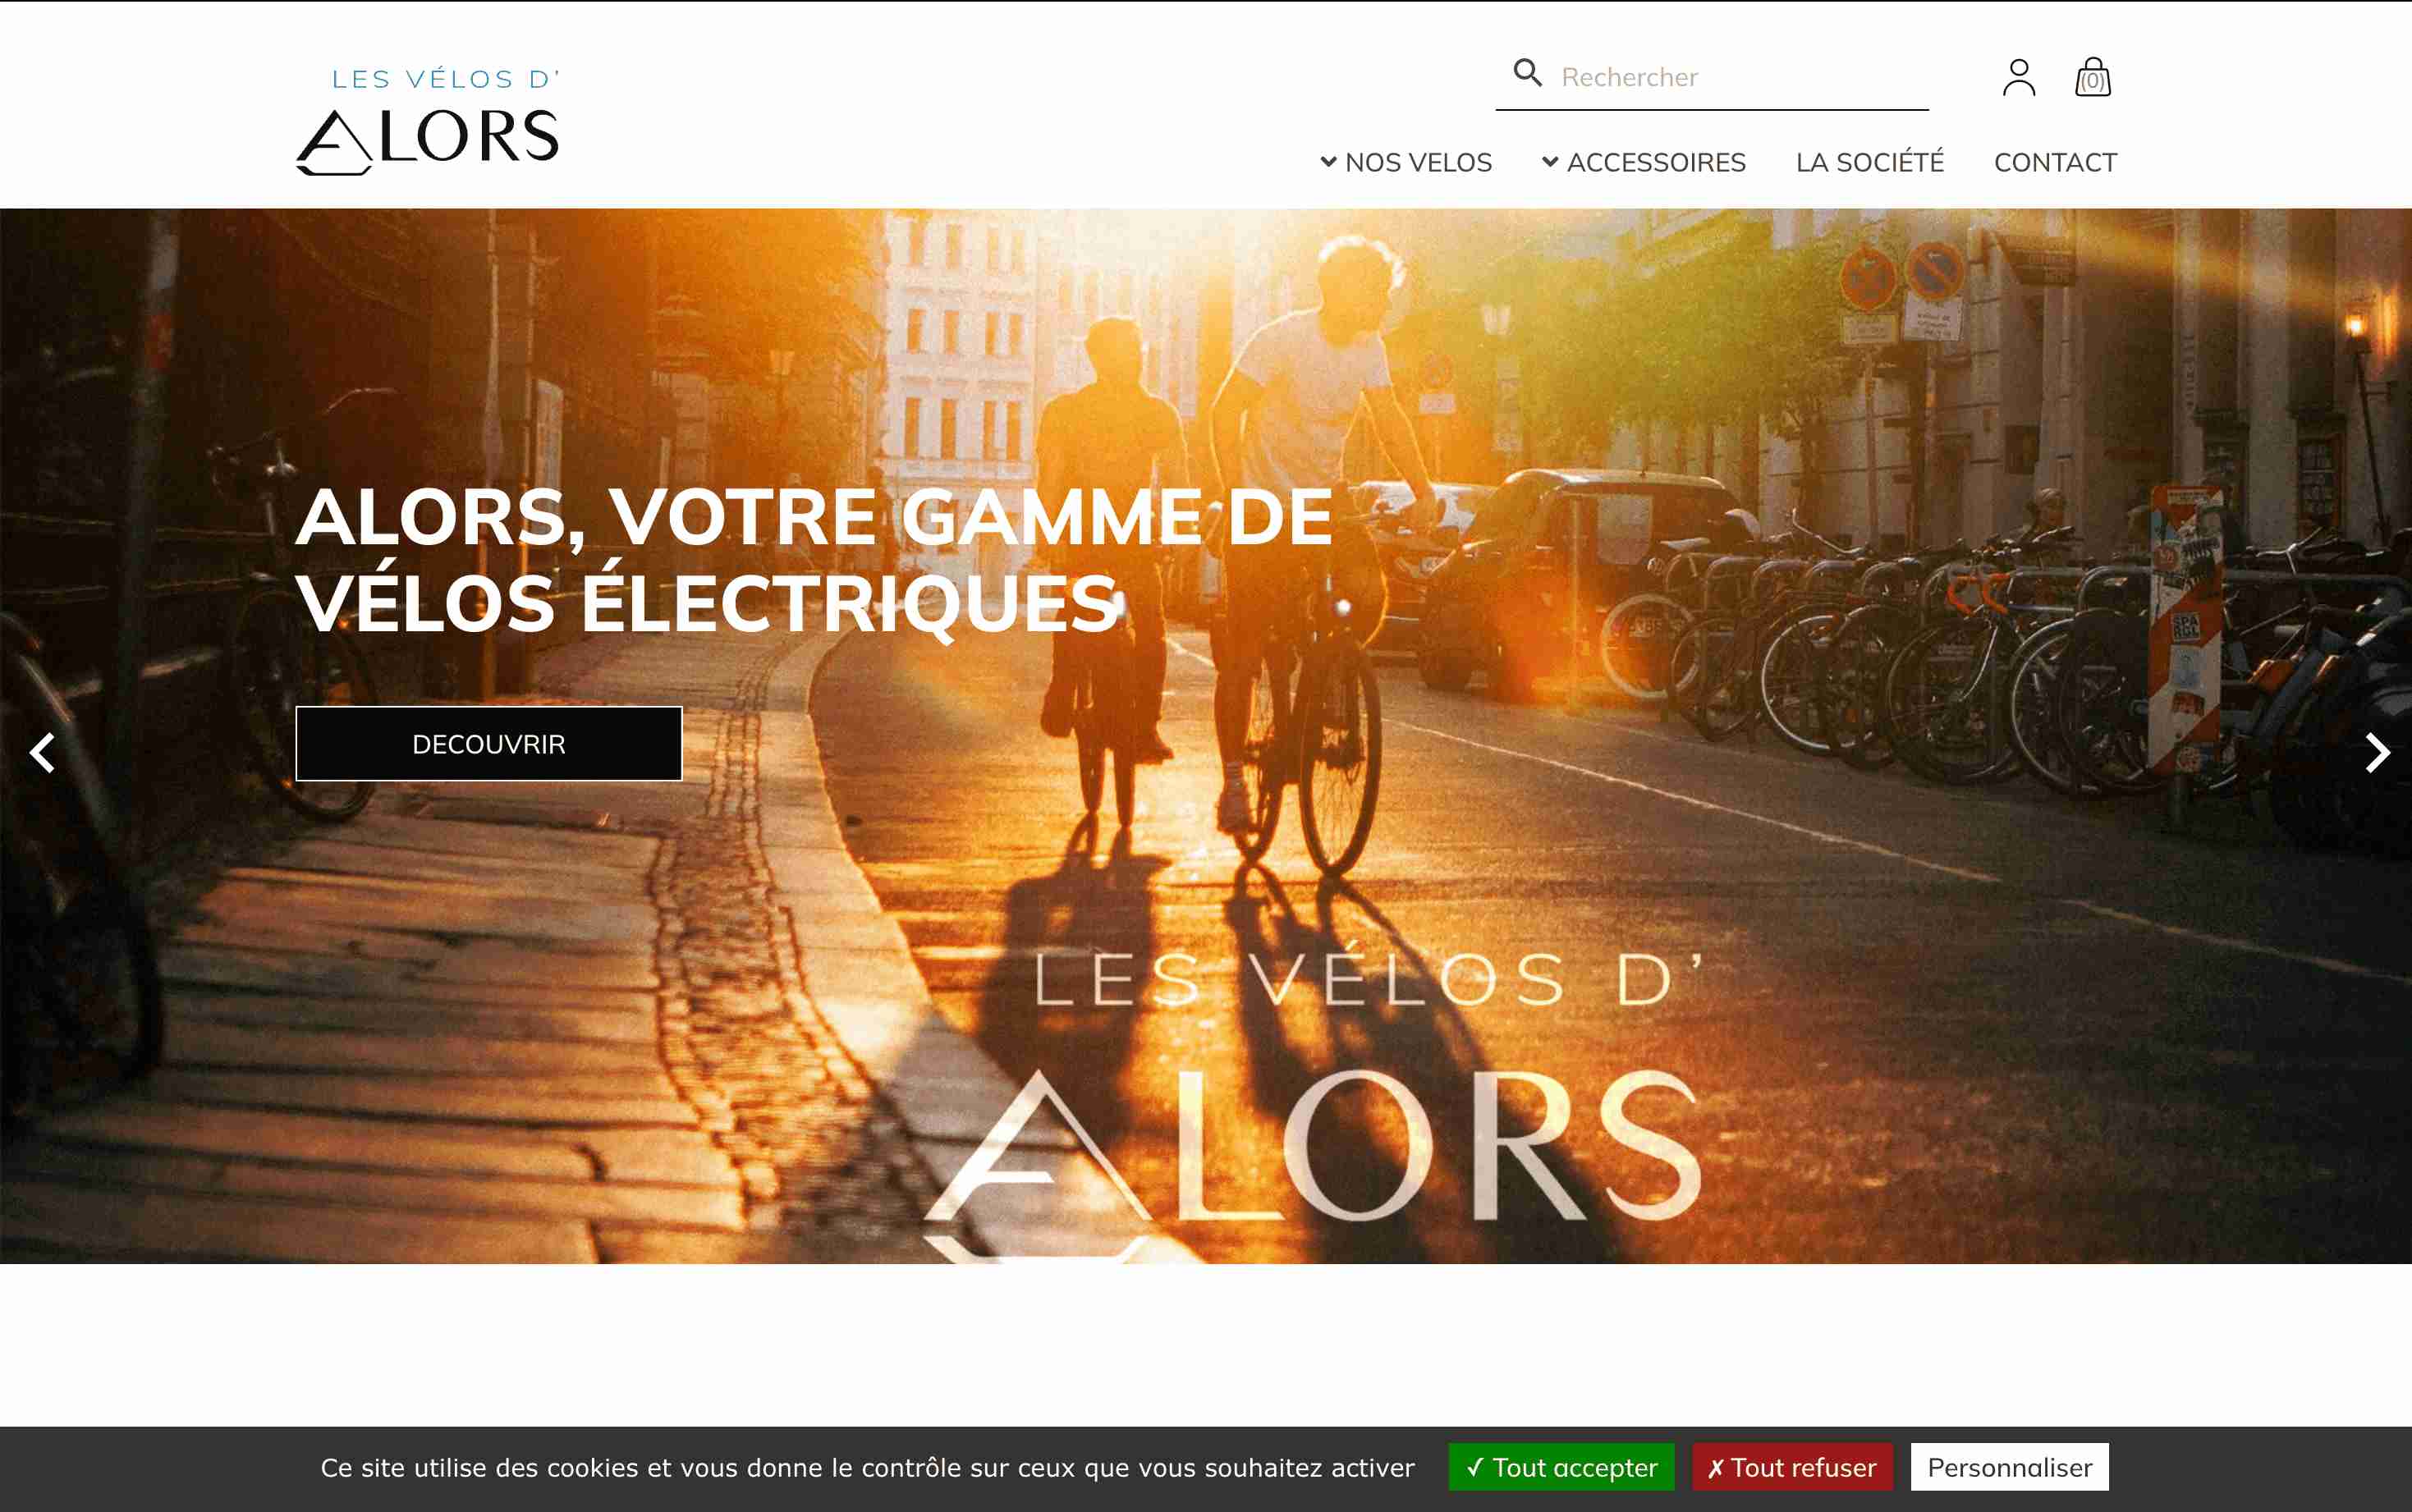 LES VÉLOS D'
ALORS
Rechercher
(0)
NOS VELOS
ACCESSOIRES
LA SOCIÉTÉ
CONTACT
ALORS, VOTRE GAMME DE
VÉLOS ÉLECTRIQUES
DECOUVRIR
SPA
RGL
LES VÉLOS D'
ALORS
Ce site utilise des cookies et vous donne le contrôle sur ceux que vous souhaitez activer
✓ Tout accepter
✗ Tout refuser
Personnaliser